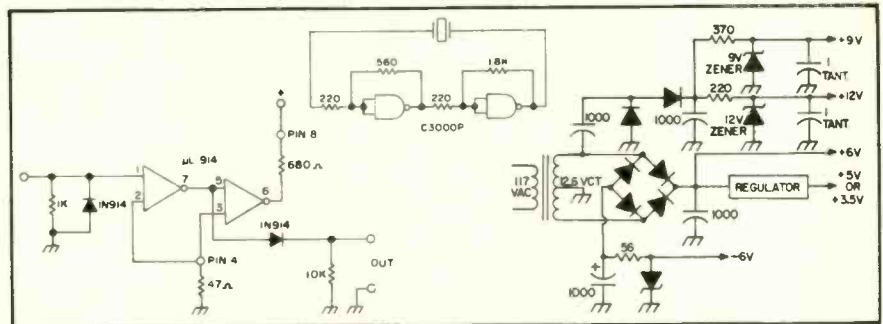 1K
1N914
1
2
μL 914
7
5
3
6
+
PIN 8
680Ω
PIN 4
47Ω
1N914
10K
OUT
220
560
220
1.8K
C3000P
117
VAC
12.6 VCT
1000
1000
370
9V
ZENER
1
TANT.
+9V
220
12V
ZENER
1
TANT.
+12V
+6V
REGULATOR
+5V
OR
+3.5V
1000
56
+
1000
-6V